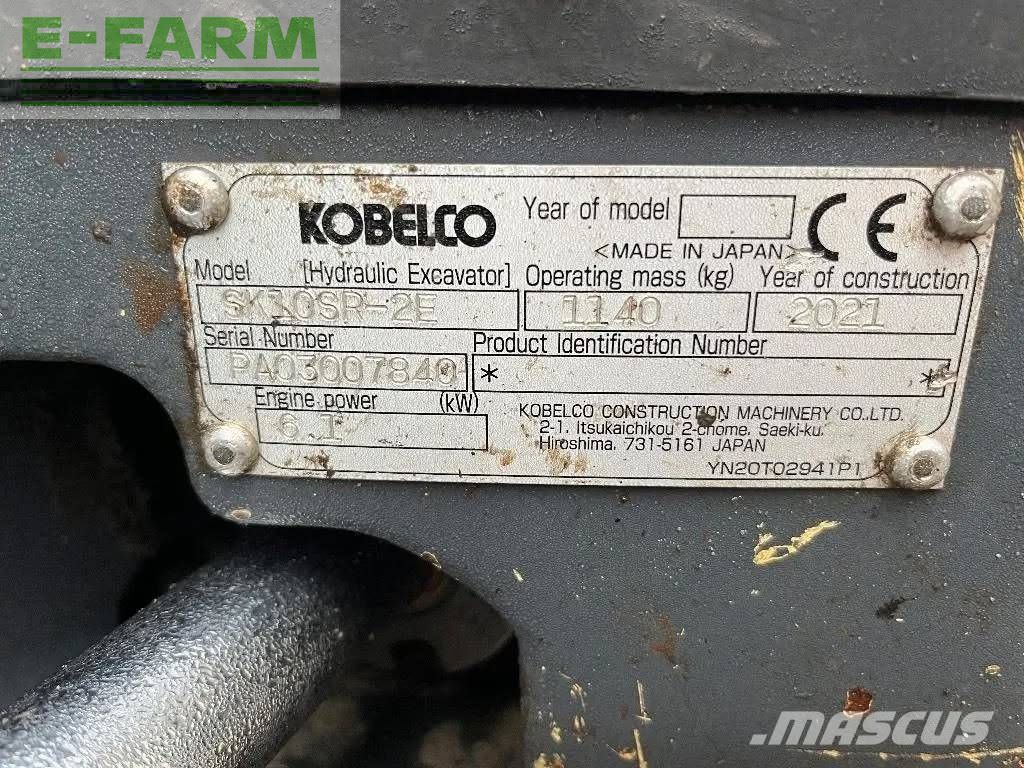 E-FARM
KOBELCO
Year of model
<MADE IN JAPAN>
CE
Model [Hydraulic Excavator] Operating mass (kg) Year of construction
SK10SR-2E 1140 2021
Serial Number Product Identification Number
PA03007840 * *
Engine power (kW)
6.1
KOBELCO CONSTRUCTION MACHINERY CO.,LTD.
2-1, Itsukaichikou 2-chome, Saeki-ku,
Hiroshima, 731-5161 JAPAN
YN20T02941P1
MASCUS